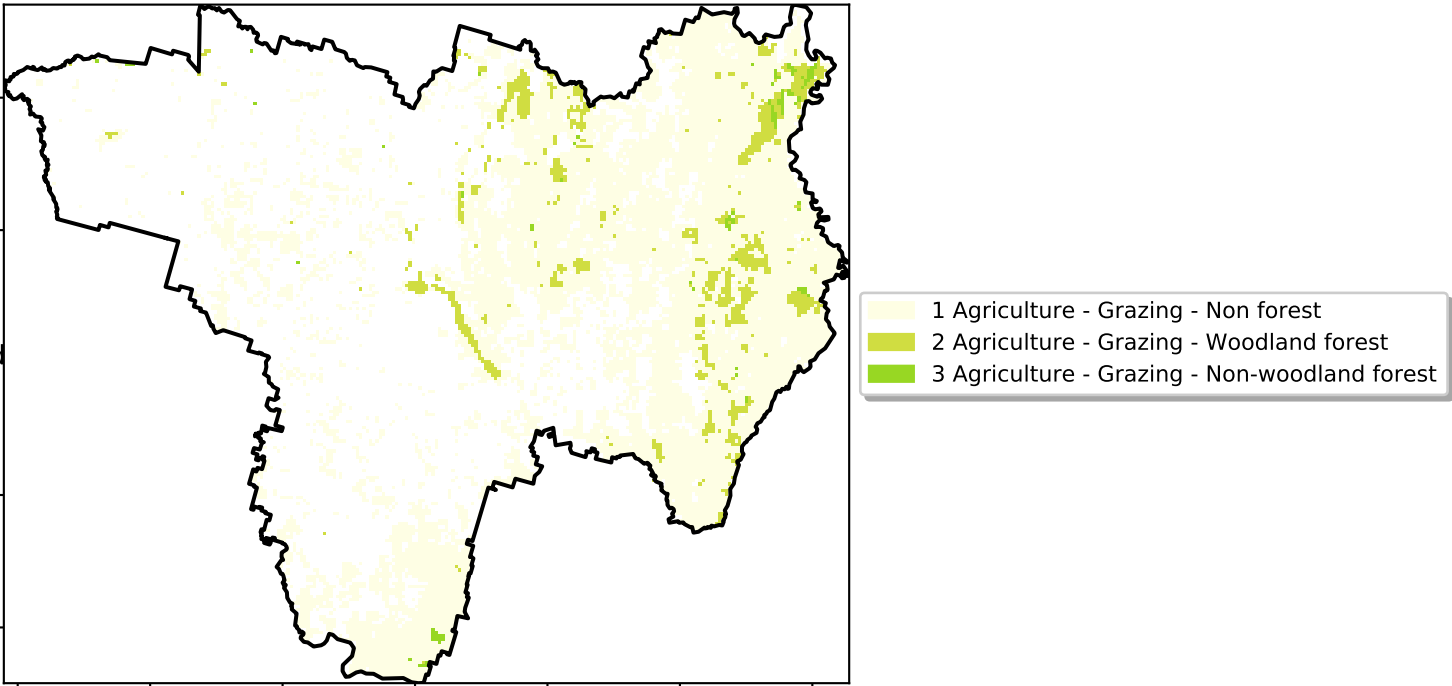 1 Agriculture - Grazing - Non forest
2 Agriculture - Grazing - Woodland forest
3 Agriculture - Grazing - Non-woodland forest